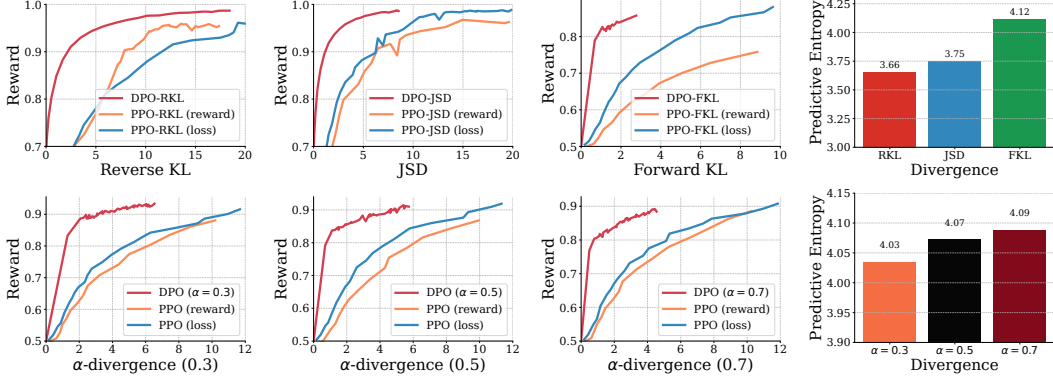 Reward
1.0
0.9
0.8
0.7
0
5
10
15
20
Reverse KL
DPO-RKL
PPO-RKL (reward)
PPO-RKL (loss)
Reward
1.0
0.9
0.8
0.7
0
5
10
15
20
JSD
DPO-JSD
PPO-JSD (reward)
PPO-JSD (loss)
Reward
0.8
0.7
0.6
0.5
0
2
4
6
8
10
Forward KL
DPO-FKL
PPO-FKL (reward)
PPO-FKL (loss)
Predictive Entropy
4.25
4.00
3.75
3.50
3.25
3.00
3.66
3.75
4.12
RKL
JSD
FKL
Divergence
Reward
0.9
0.8
0.7
0.6
0.5
0
2
4
6
8
10
12
α-divergence (0.3)
DPO (α = 0.3)
PPO (reward)
PPO (loss)
Reward
0.9
0.8
0.7
0.6
0.5
0
2
4
6
8
10
12
α-divergence (0.5)
DPO (α = 0.5)
PPO (reward)
PPO (loss)
Reward
0.9
0.8
0.7
0.6
0.5
0
2
4
6
8
10
12
α-divergence (0.7)
DPO (α = 0.7)
PPO (reward)
PPO (loss)
Predictive Entropy
4.15
4.10
4.05
4.00
3.95
3.90
4.03
4.07
4.09
α = 0.3
α = 0.5
α = 0.7
Divergence